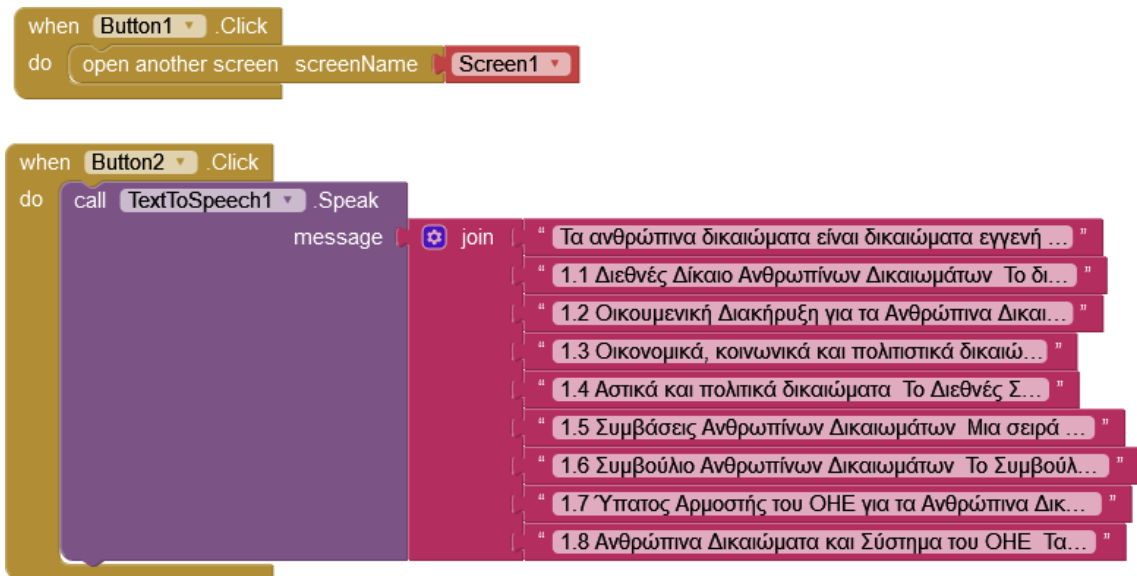 when Button1 .Click
do open another screen screenName Screen1
when Button2 .Click
do call TextToSpeech1 .Speak
message join " Τα ανθρώπινα δικαιώματα είναι δικαιώματα εγγενή ... "
" 1.1 Διεθνές Δίκαιο Ανθρωπίνων Δικαιωμάτων Το δι... "
" 1.2 Οικουμενική Διακήρυξη για τα Ανθρώπινα Δικαι... "
" 1.3 Οικονομικά, κοινωνικά και πολιτιστικά δικαιώ... "
" 1.4 Αστικά και πολιτικά δικαιώματα Το Διεθνές Σ... "
" 1.5 Συμβάσεις Ανθρωπίνων Δικαιωμάτων Μια σειρά ... "
" 1.6 Συμβούλιο Ανθρωπίνων Δικαιωμάτων Το Συμβούλ... "
" 1.7 Ύπατος Αρμοστής του ΟΗΕ για τα Ανθρώπινα Δικ... "
" 1.8 Ανθρώπινα Δικαιώματα και Σύστημα του ΟΗΕ Τα... "